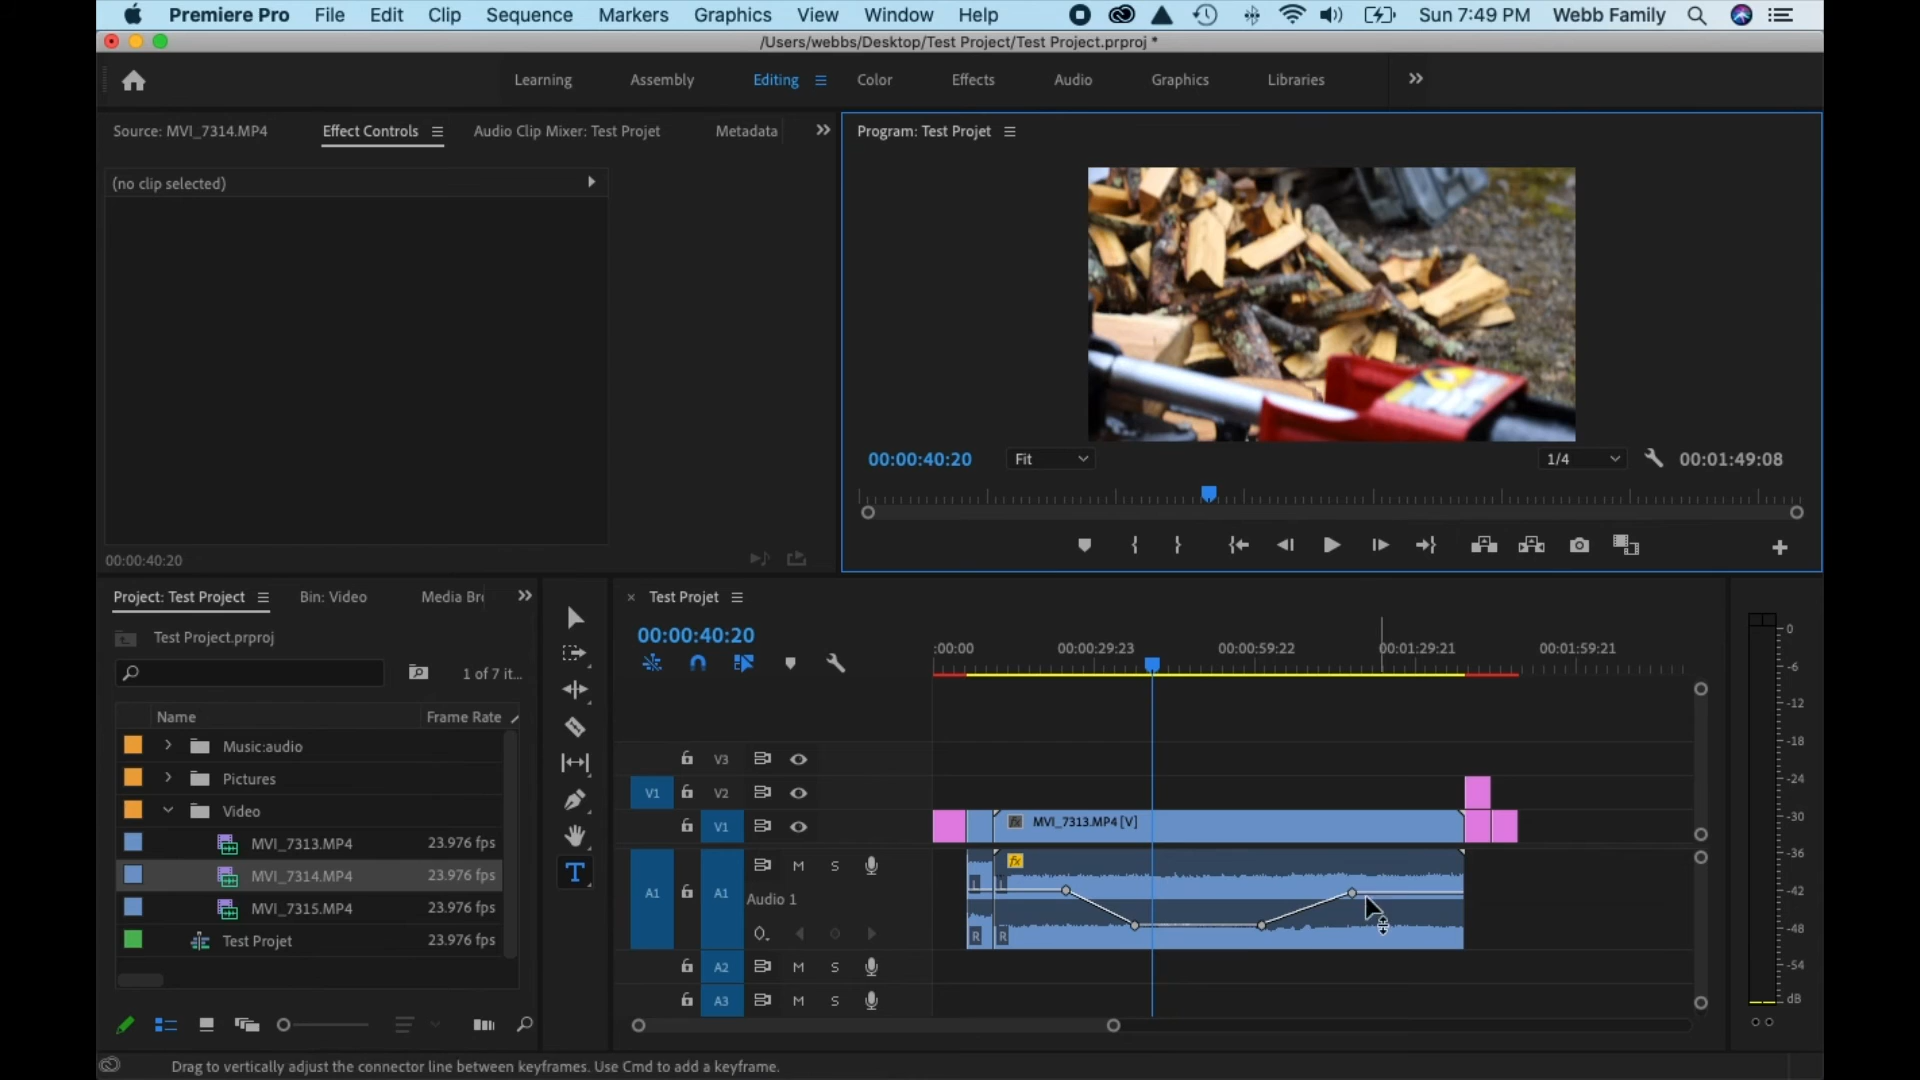 Premiere Pro File Edit Clip Sequence Markers Graphics View Window Help Sun 7:49 PM Webb Family
/Users/webbs/Desktop/Test Project/Test Project.prproj *
Learning Assembly Editing Color Effects Audio Graphics Libraries
Source: MVI_7314.MP4 Effect Controls Audio Clip Mixer: Test Projet Metadata
Program: Test Projet
(no clip selected)
00:00:40:20 Fit 1/4 00:01:49:08
00:00:40:20
Project: Test Project Bin: Video Media Bro
Test Project.prproj
1 of 7 it...
Name Frame Rate
Music:audio
Pictures
Video
MVI_7313.MP4 23.976 fps
MVI_7314.MP4 23.976 fps
MVI_7315.MP4 23.976 fps
Test Projet 23.976 fps
T
× Test Projet
00:00:40:20
:00:00 00:00:29:23 00:00:59:22 00:01:29:21 00:01:59:21
V3
V1 V2
V1 fx MVI_7313.MP4 [V]
A1 A1 M S fx
Audio 1
L L
R R
A2 M S
A3 M S
0
-6
-12
-18
-24
-30
-36
-42
-48
-54
dB
Drag to vertically adjust the connector line between keyframes. Use Cmd to add a keyframe.